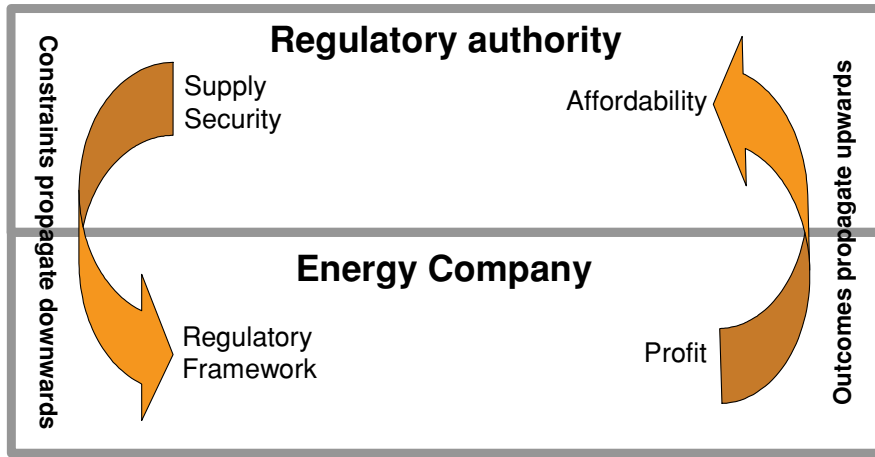 Regulatory authority
Constraints propagate downwards
Supply
Security
Affordability
Outcomes propagate upwards
Energy Company
Regulatory
Framework
Profit